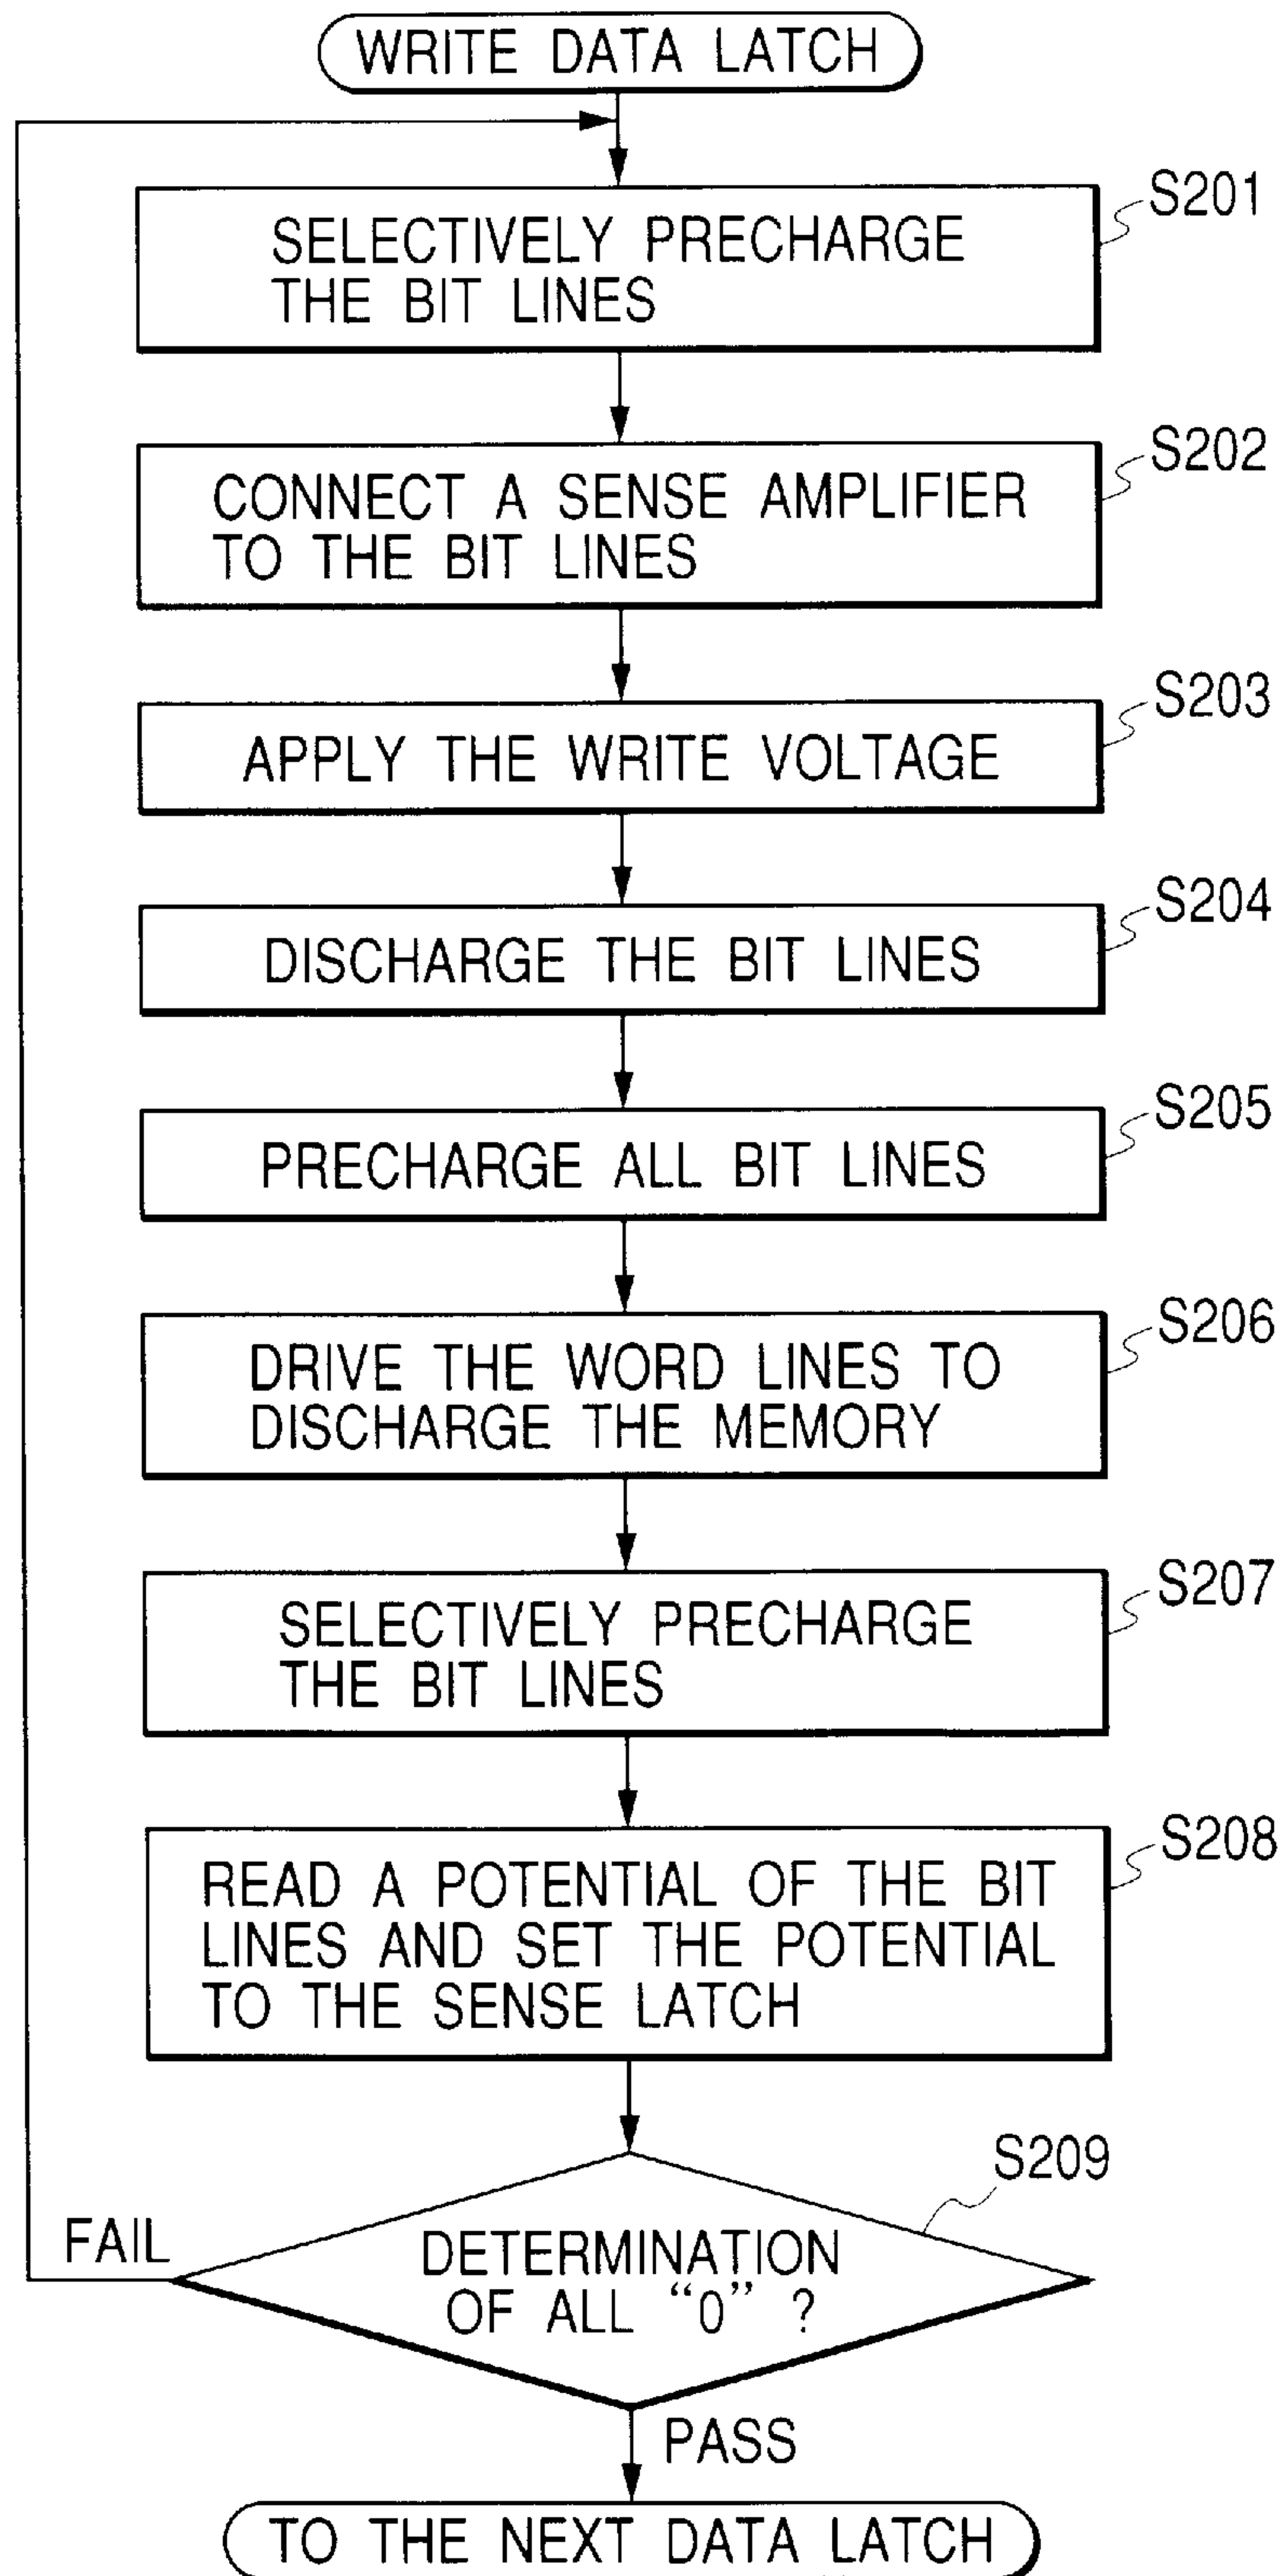 WRITE DATA LATCH
S201
SELECTIVELY PRECHARGE
THE BIT LINES
S202
CONNECT A SENSE AMPLIFIER
TO THE BIT LINES
S203
APPLY THE WRITE VOLTAGE
S204
DISCHARGE THE BIT LINES
S205
PRECHARGE ALL BIT LINES
S206
DRIVE THE WORD LINES TO
DISCHARGE THE MEMORY
S207
SELECTIVELY PRECHARGE
THE BIT LINES
S208
READ A POTENTIAL OF THE BIT
LINES AND SET THE POTENTIAL
TO THE SENSE LATCH
S209
FAIL
DETERMINATION
OF ALL “0” ?
PASS
TO THE NEXT DATA LATCH